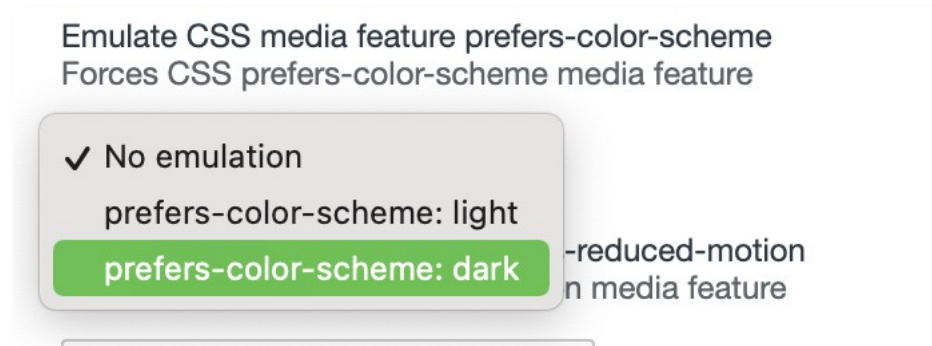 Emulate CSS media feature prefers-color-scheme
Forces CSS prefers-color-scheme media feature
✓ No emulation
prefers-color-scheme: light
prefers-color-scheme: dark
-reduced-motion
n media feature